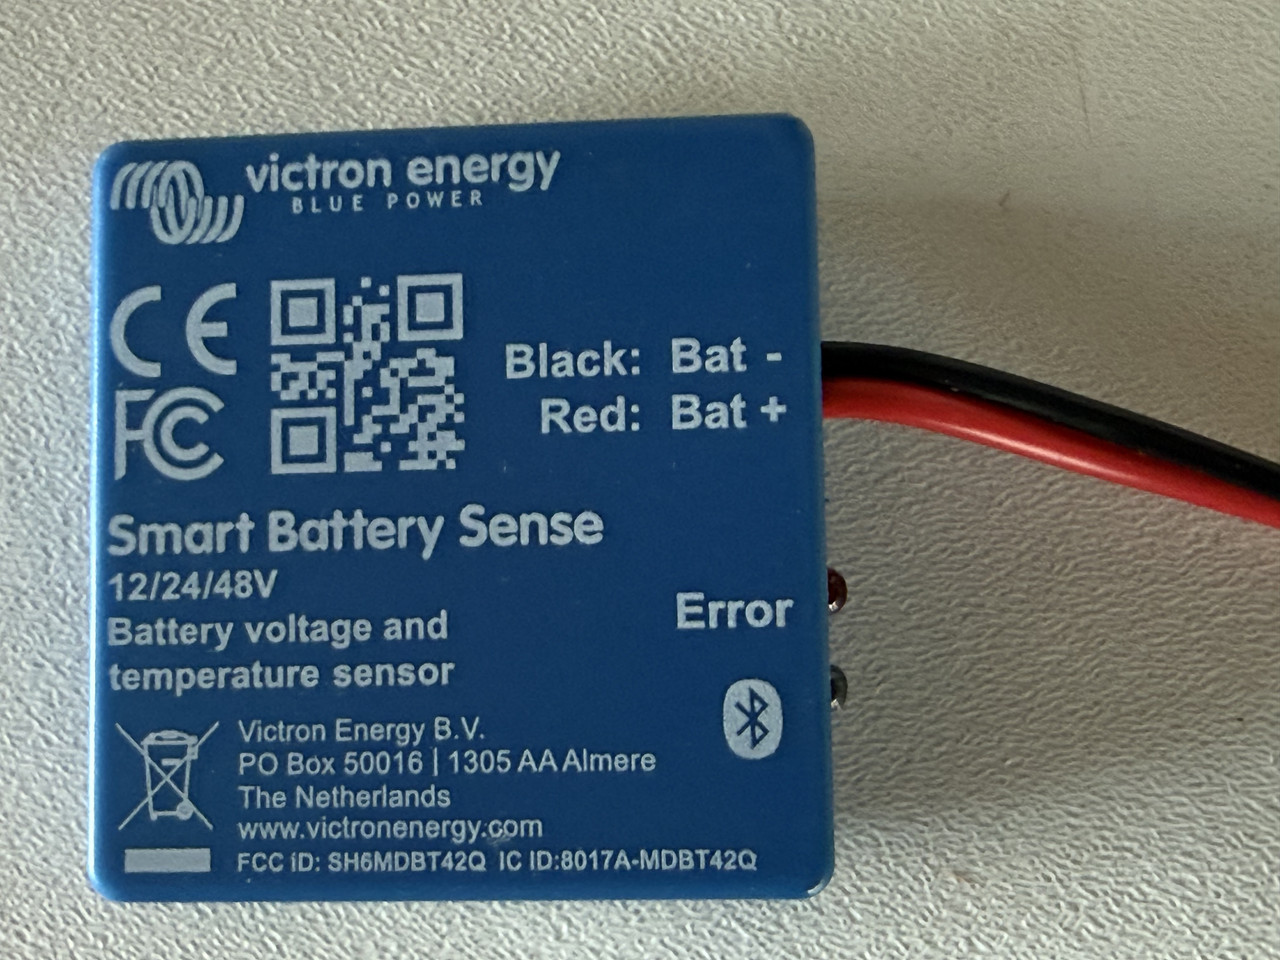 victron energy
BLUE POWER
CE
FC
Black: Bat -
Red: Bat +
Smart Battery Sense
12/24/48V
Battery voltage and
temperature sensor
Error
Victron Energy B.V.
PO Box 50016 | 1305 AA Almere
The Netherlands
www.victronenergy.com
FCC ID: SH6MDBT42Q IC ID:8017A-MDBT42Q